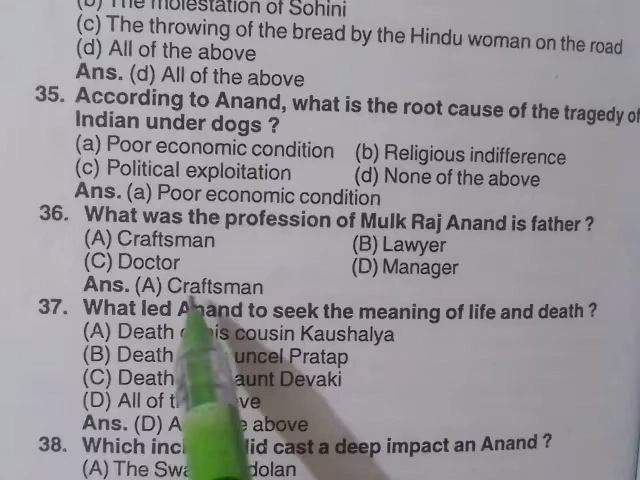 (b) The molestation of Sohini
(c) The throwing of the bread by the Hindu woman on the road
(d) All of the above
Ans. (d) All of the above
35. According to Anand, what is the root cause of the tragedy of
Indian under dogs ?
(a) Poor economic condition (b) Religious indifference
(c) Political exploitation (d) None of the above
Ans. (a) Poor economic condition
36. What was the profession of Mulk Raj Anand is father ?
(A) Craftsman (B) Lawyer
(C) Doctor (D) Manager
Ans. (A) Craftsman
37. What led Anand to seek the meaning of life and death ?
(A) Death cousin Kaushalya
(B) Death uncel Pratap
(C) Death aunt Devaki
(D) All of
Ans. (D) above
38. Which cast a deep impact an Anand ?
(A) The